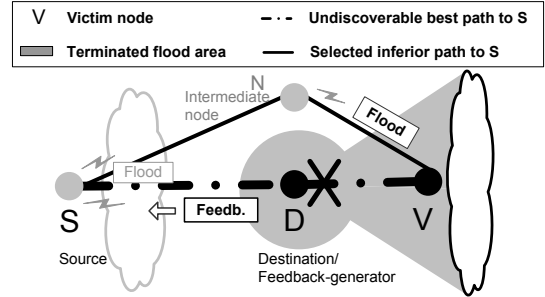 V Victim node
Undiscoverable best path to S
Terminated flood area
Selected inferior path to S
N
Intermediate
node
Flood
Flood
S
Feedb.
D
V
Source
Destination/
Feedback-generator